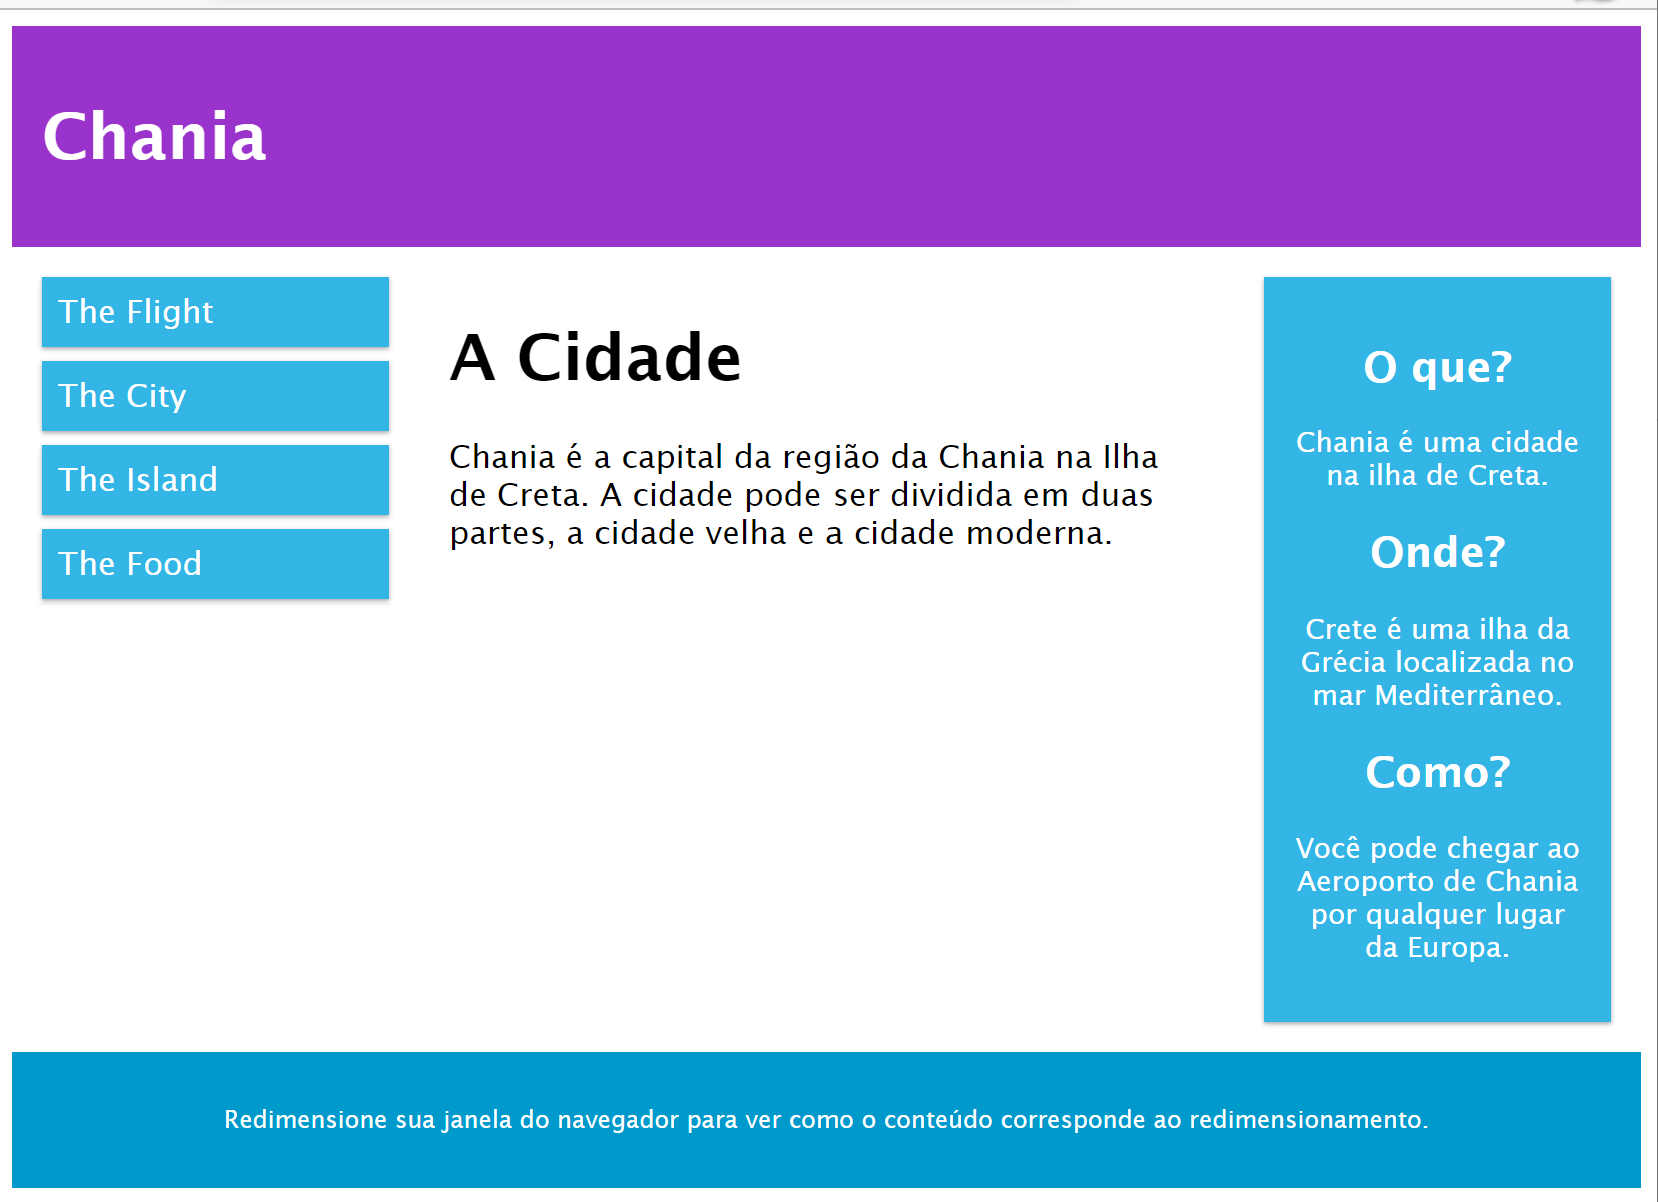 Chania
The Flight
The City
The Island
The Food
A Cidade
Chania é a capital da região da Chania na Ilha
de Creta. A cidade pode ser dividida em duas
partes, a cidade velha e a cidade moderna.
O que?
Chania é uma cidade
na ilha de Creta.
Onde?
Crete é uma ilha da
Grécia localizada no
mar Mediterrâneo.
Como?
Você pode chegar ao
Aeroporto de Chania
por qualquer lugar
da Europa.
Redimensione sua janela do navegador para ver como o conteúdo corresponde ao redimensionamento.